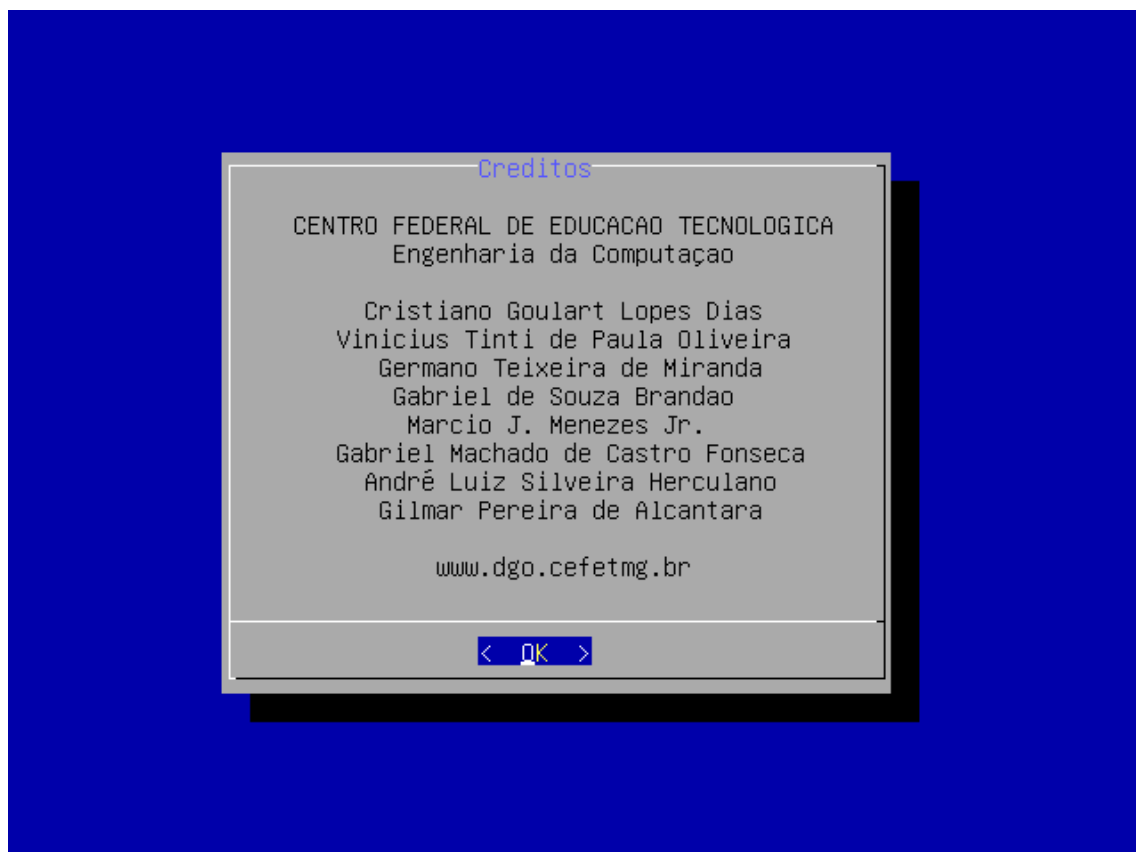 Creditos
CENTRO FEDERAL DE EDUCACAO TECNOLOGICA
Engenharia da Computaçao
Cristiano Goulart Lopes Dias
Vinicius Tinti de Paula Oliveira
Germano Teixeira de Miranda
Gabriel de Souza Brandao
Marcio J. Menezes Jr.
Gabriel Machado de Castro Fonseca
André Luiz Silveira Herculano
Gilmar Pereira de Alcantara
www.dgo.cefetmg.br
< OK >